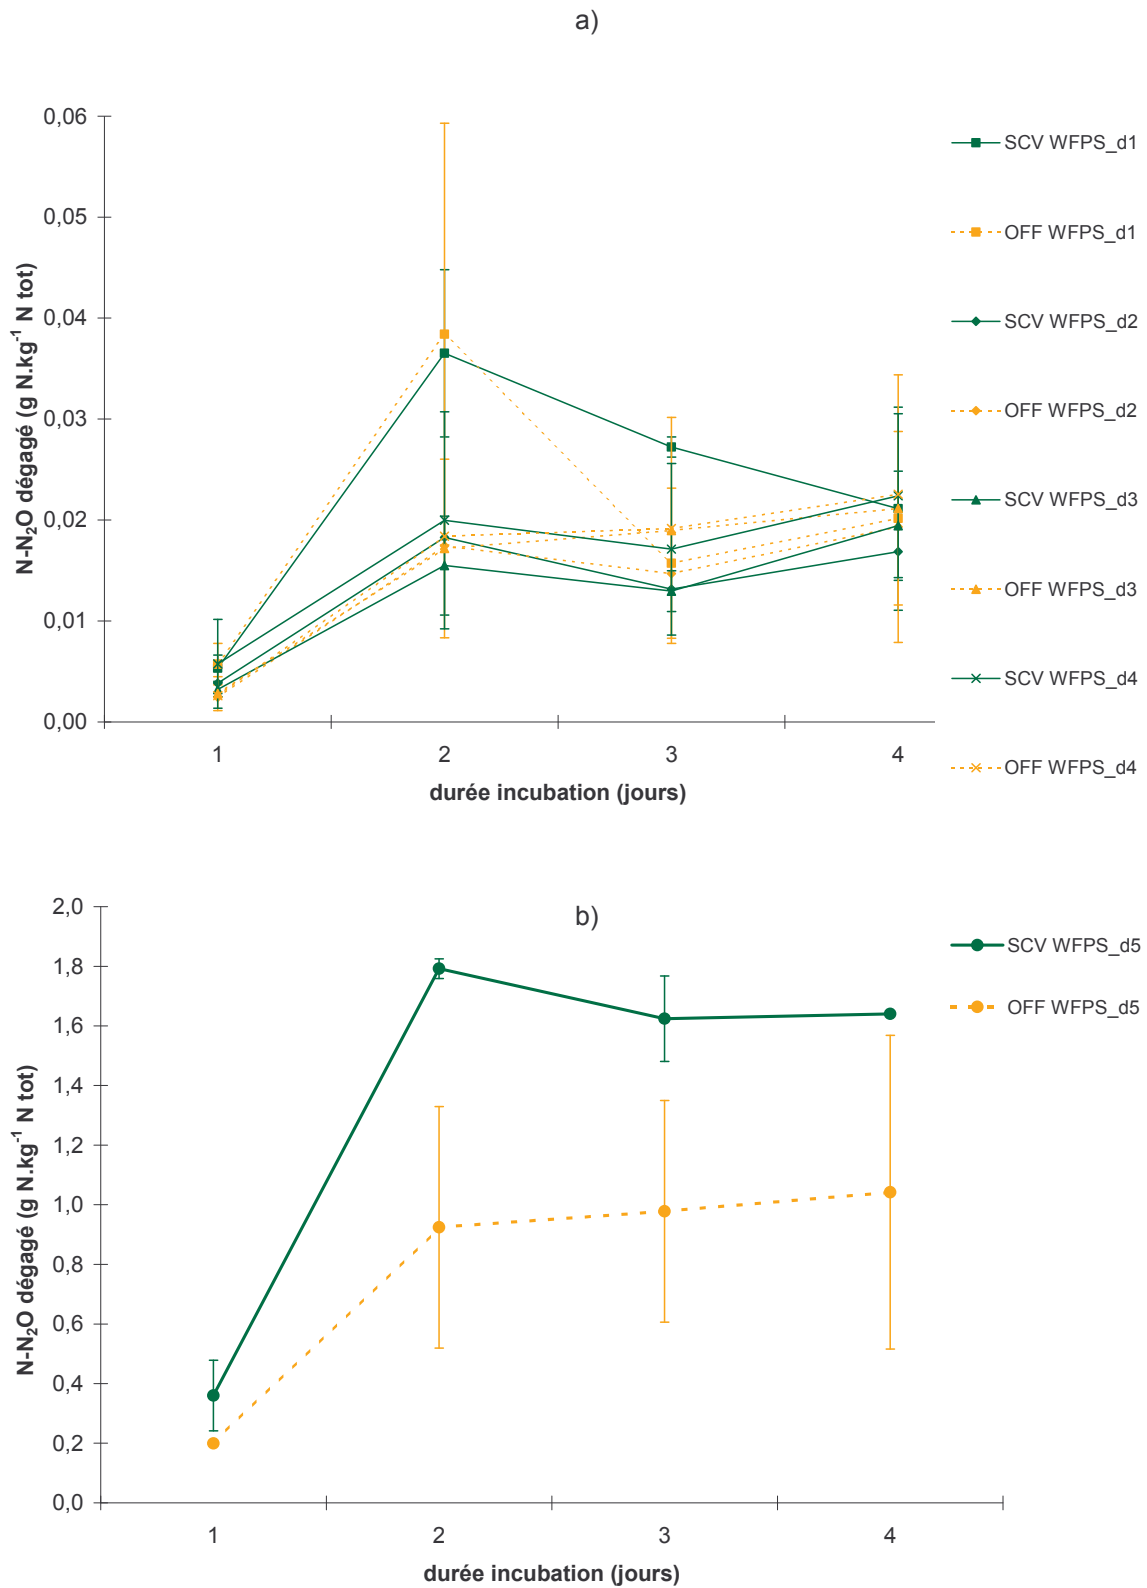 a)
0,06
0,05
0,04
0,03
0,02
0,01
0,00
N-N₂O dégagé (g N.kg⁻¹ N tot)
1 2 3 4
durée incubation (jours)
SCV WFPS_d1
OFF WFPS_d1
SCV WFPS_d2
OFF WFPS_d2
SCV WFPS_d3
OFF WFPS_d3
SCV WFPS_d4
OFF WFPS_d4
b)
2,0
1,8
1,6
1,4
1,2
1,0
0,8
0,6
0,4
0,2
0,0
N-N₂O dégagé (g N.kg⁻¹ N tot)
1 2 3 4
durée incubation (jours)
SCV WFPS_d5
OFF WFPS_d5